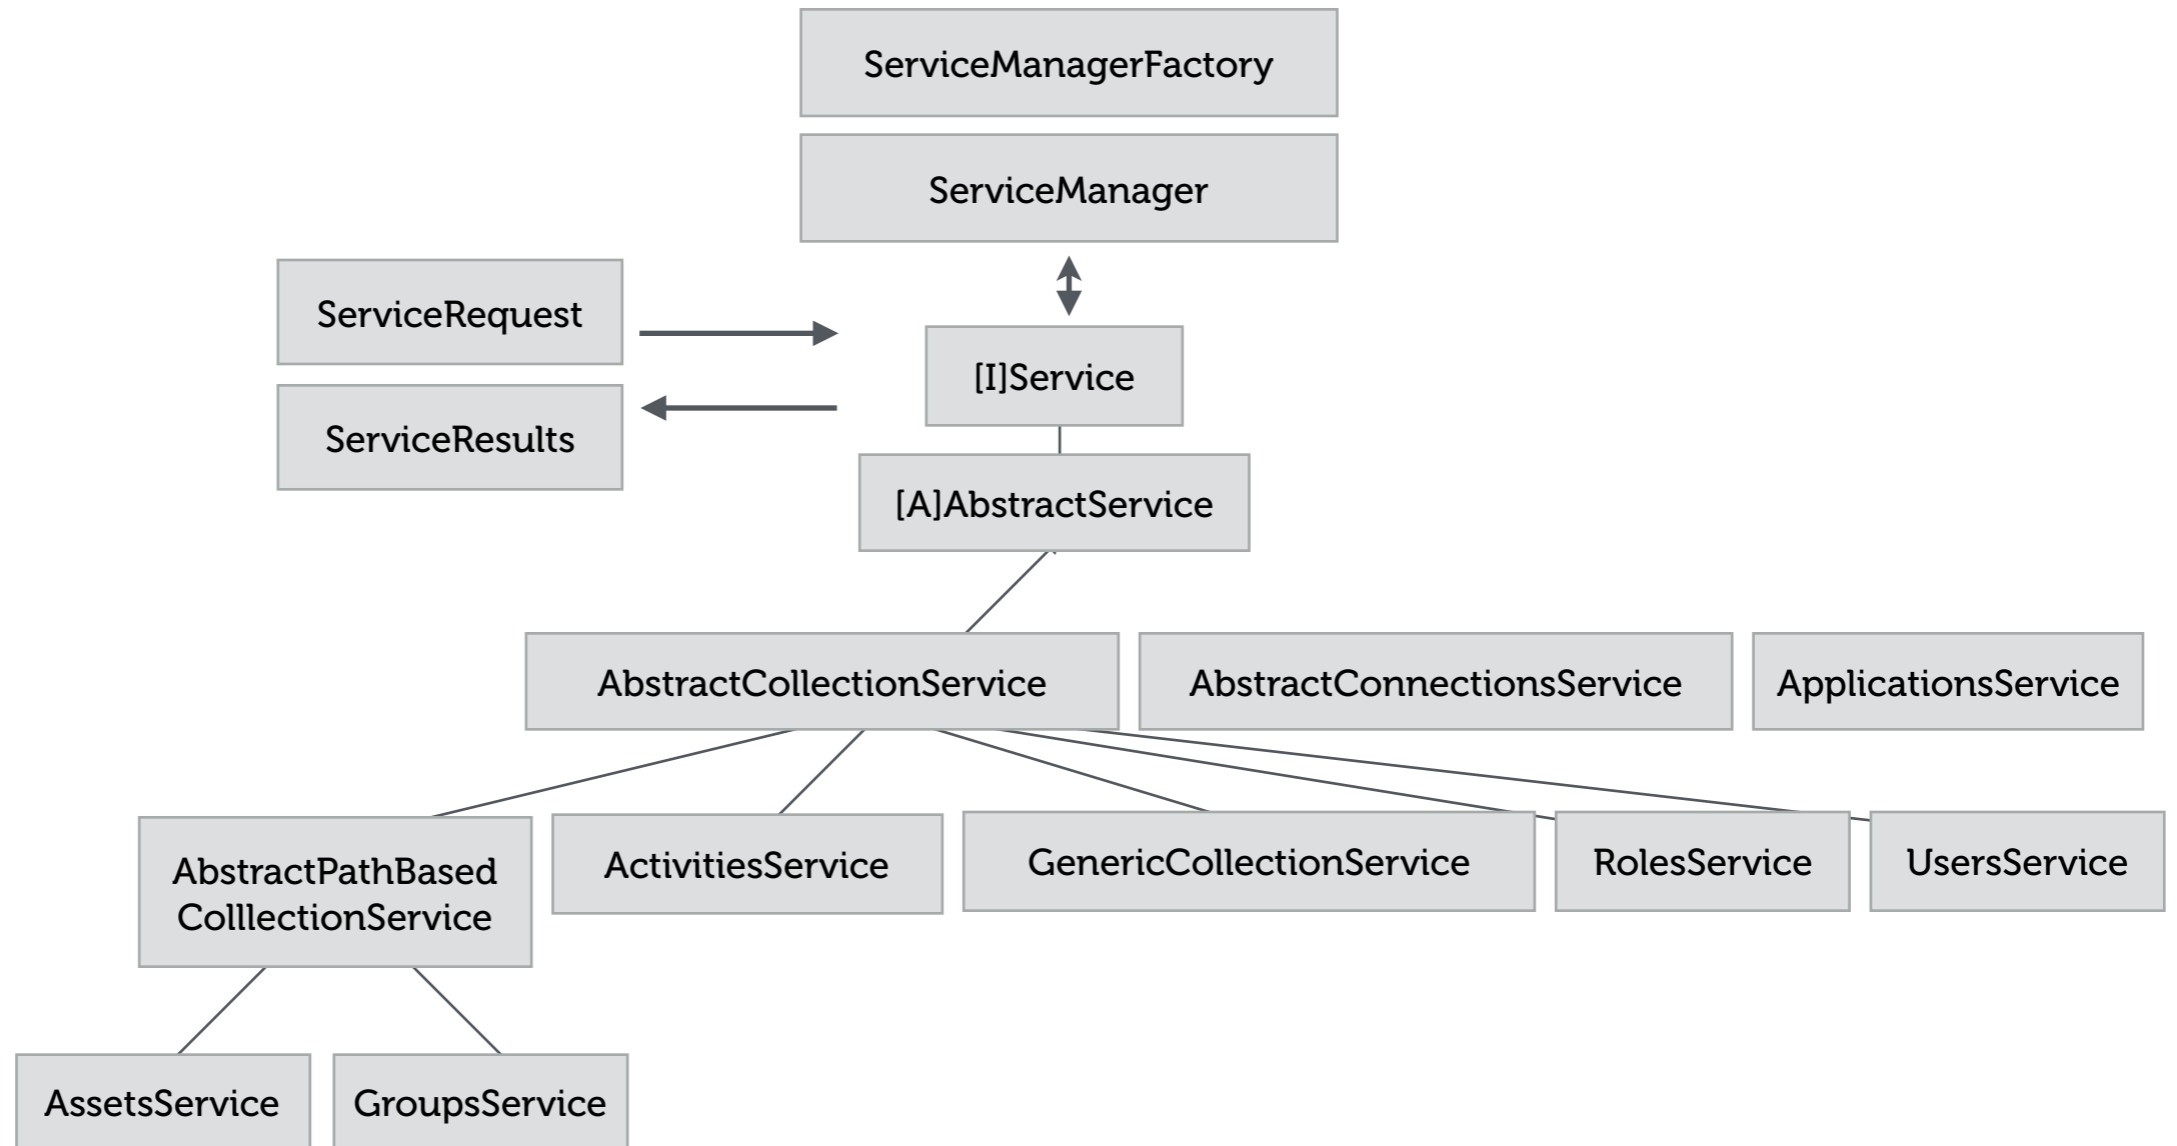 ServiceManagerFactory
ServiceManager
ServiceRequest
ServiceResults
[I]Service
[A]AbstractService
AbstractCollectionService
AbstractConnectionsService
ApplicationsService
AbstractPathBased
ColllectionService
ActivitiesService
GenericCollectionService
RolesService
UsersService
AssetsService
GroupsService